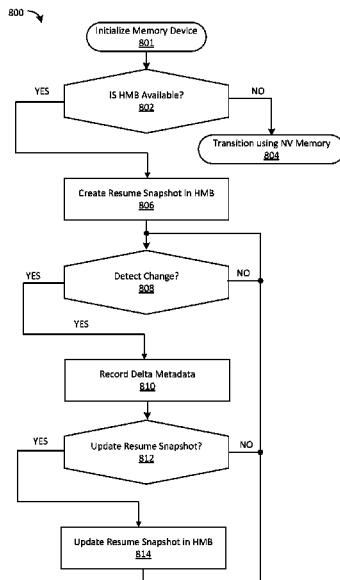 800
Initialize Memory Device
801
YES
IS HMB Available?
802
NO
Transition using NV Memory
804
Create Resume Snapshot in HMB
806
YES
Detect Change?
808
NO
YES
Record Delta Metadata
810
YES
Update Resume Snapshot?
812
NO
Update Resume Snapshot in HMB
814